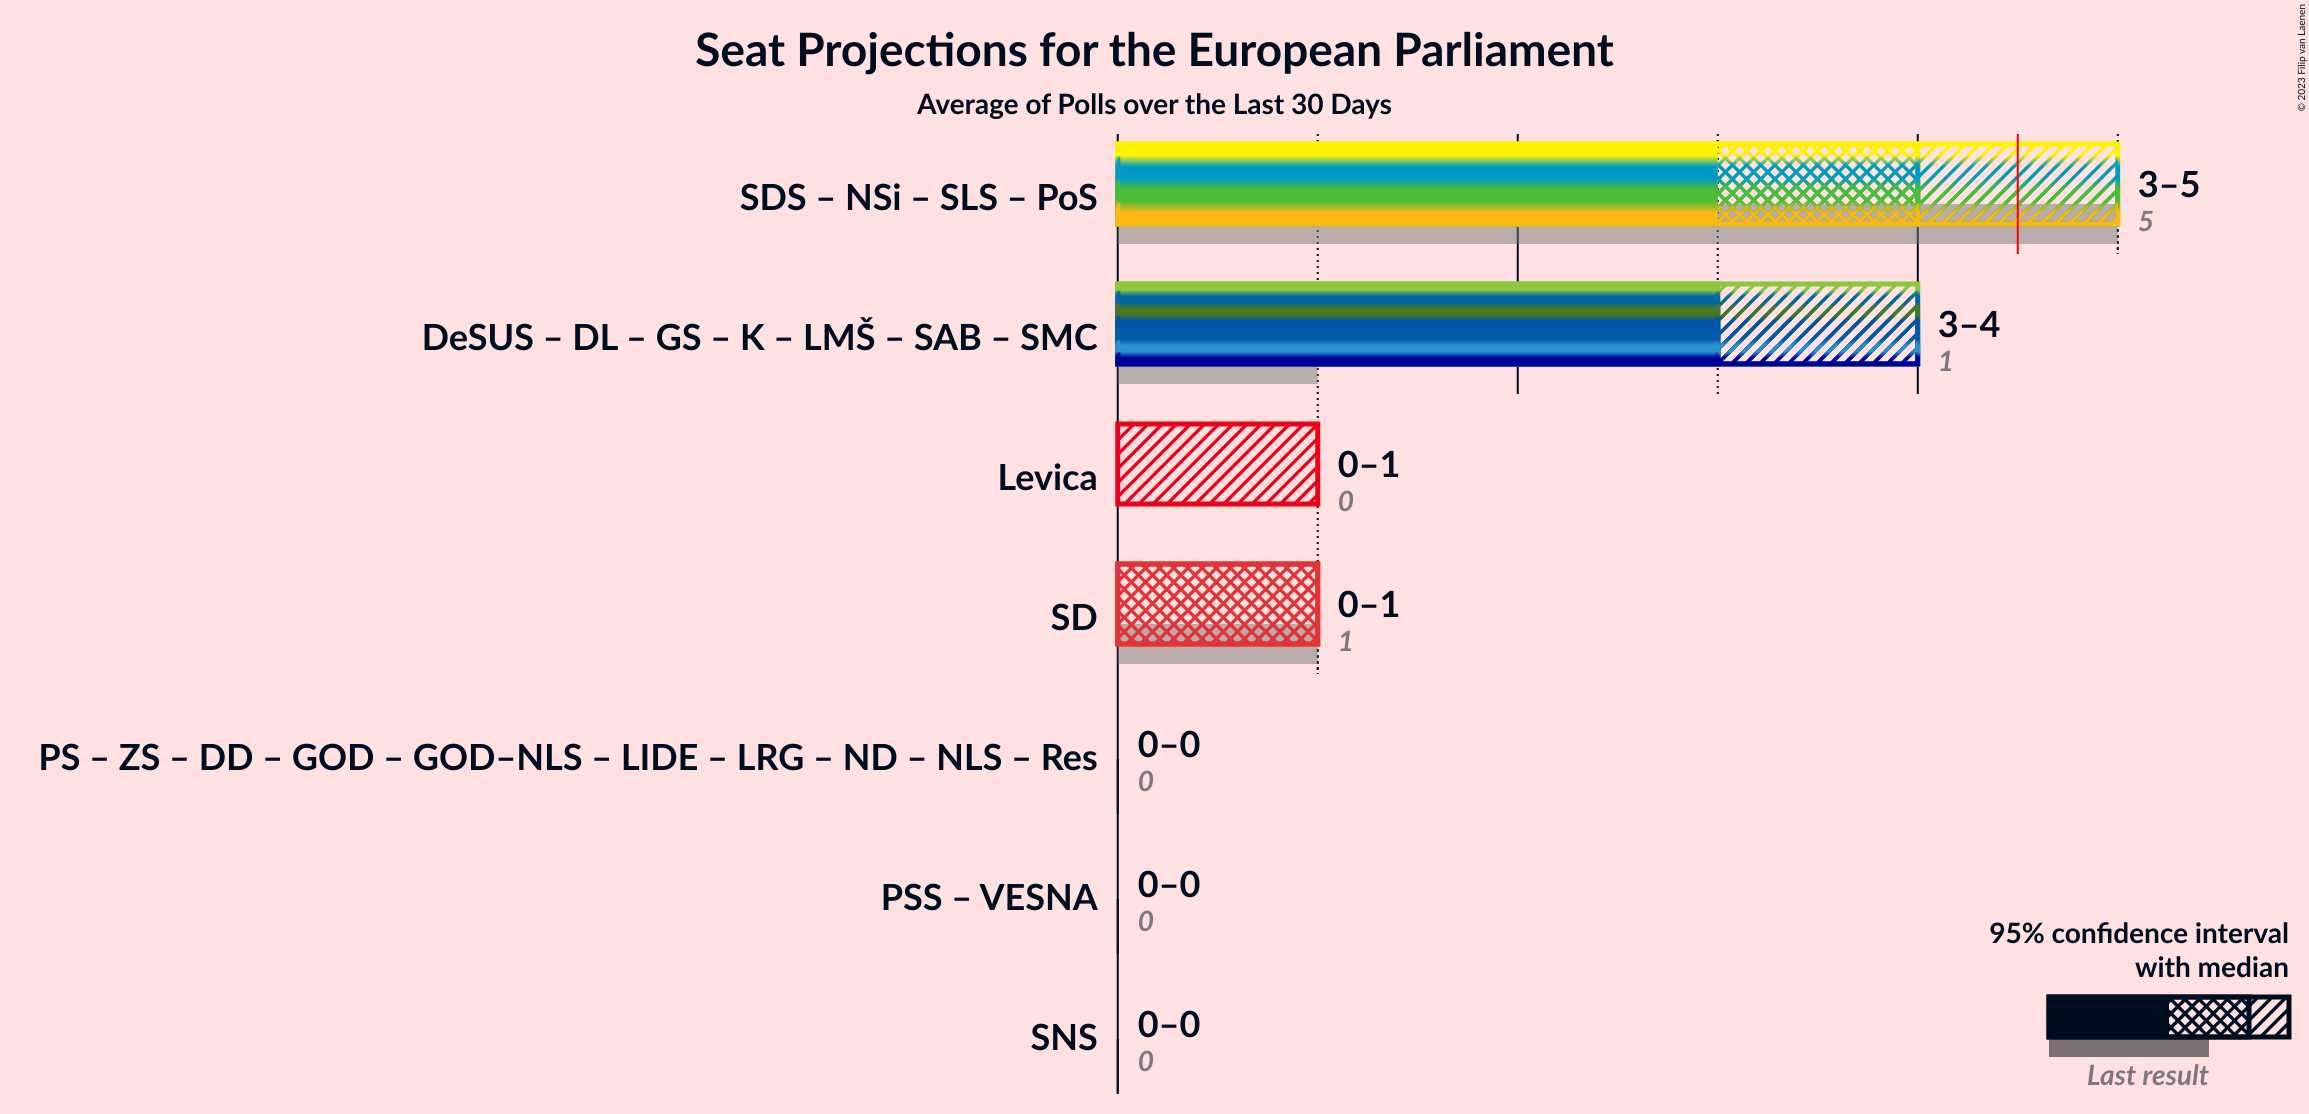 Seat Projections for the European Parliament
Average of Polls over the Last 30 Days
© 2023 Filip van Laenen
SDS – NSi – SLS – PoS
3–5
5
DeSUS – DL – GS – K – LMŠ – SAB – SMC
3–4
1
Levica
0–1
0
SD
0–1
1
PS – ZS – DD – GOD – GOD–NLS – LIDE – LRG – ND – NLS – Res
0–0
0
PSS – VESNA
0–0
0
SNS
0–0
0
95% confidence interval
with median
Last result